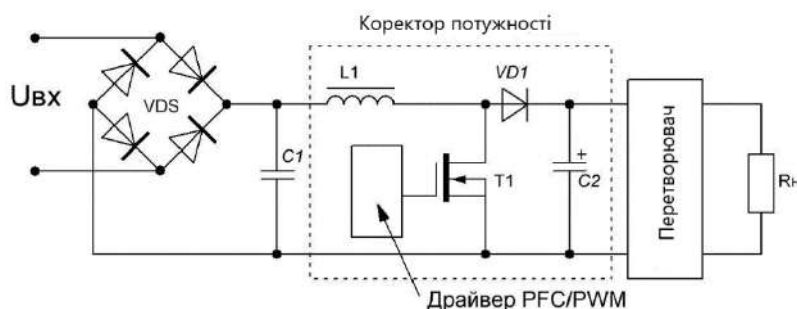 Коректор потужності
L1
VD1
Uвх
VDS
C1
+
C2
T1
Перетворювач
Rн
Драйвер PFC/PWM